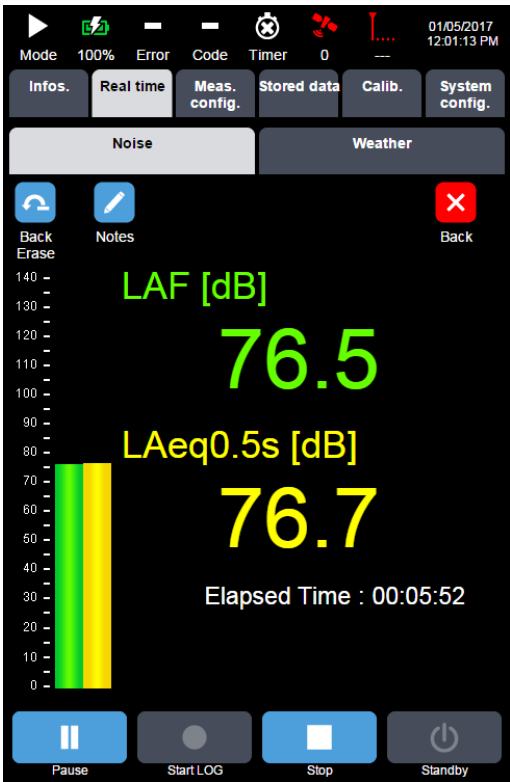 01/05/2017
12:01:13 PM
Mode 100% Error Code Timer 0 ---
Infos. Real time Meas. config. Stored data Calib. System config.
Noise Weather
Back Erase Notes Back
LAF [dB]
76.5
LAeq0.5s [dB]
76.7
Elapsed Time : 00:05:52
140
130
120
110
100
90
80
70
60
50
40
30
20
10
0
Pause Start LOG Stop Standby